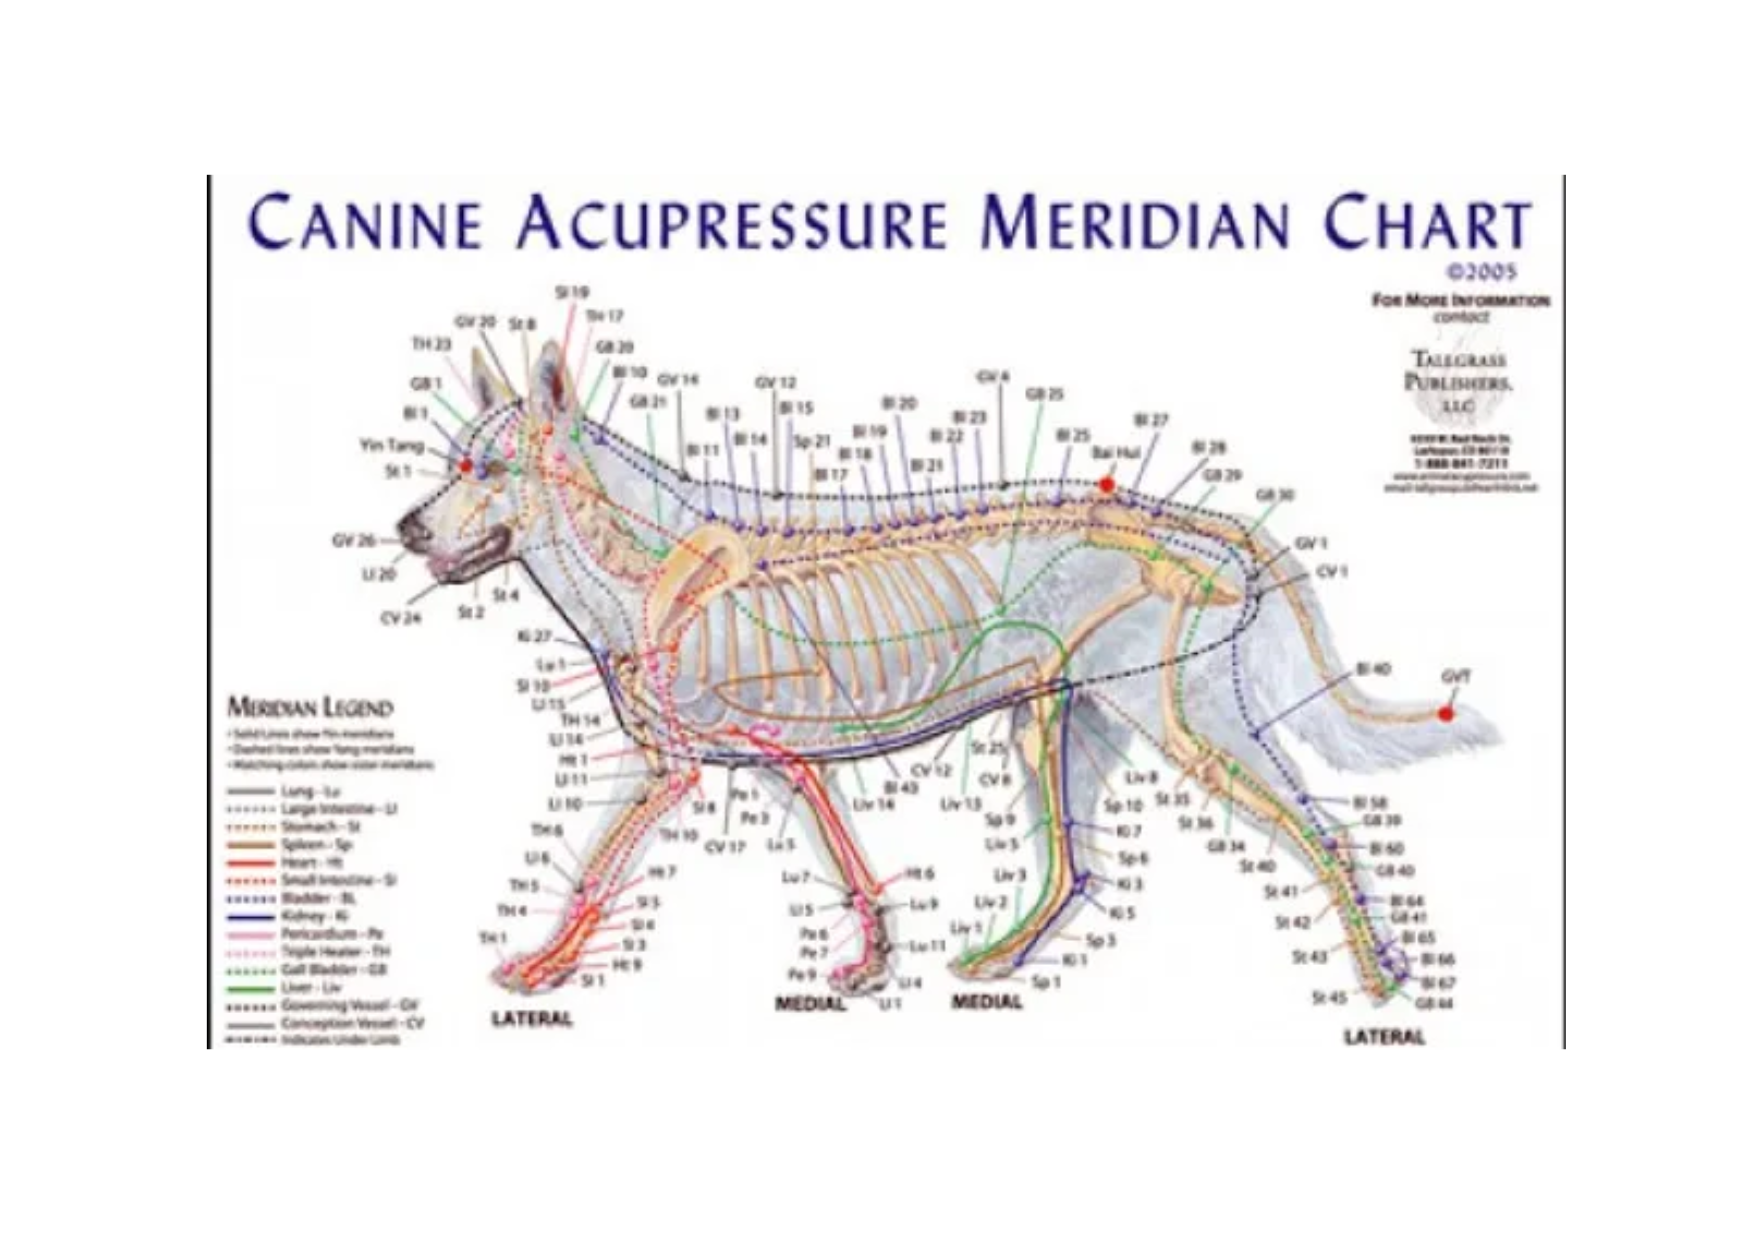 CANINE ACUPRESSURE MERIDIAN CHART
©2005
FOR MORE INFORMATION
contact
TALLGRASS
PUBLISHERS,
LLC
SI 19
TH 17
GV 20
St 8
TH 23
GB 20
Bl 10
GB 1
GB 21
Bl 1
Yin Tang
St 1
GV 14
GV 12
GV 4
GB 25
Bl 13
Bl 15
Bl 20
Bl 23
Bl 11
Bl 14
Sp 21
Bl 19
Bl 22
Bl 25
Bl 27
Bl 17
Bl 18
Bl 21
Bai Hui
Bl 28
GB 29
GB 30
GV 26
LI 20
CV 24
St 2
St 4
GV 1
CV 1
Ki 27
Lu 1
SI 10
LI 15
TH 14
LI 14
Ht 1
LI 11
LI 10
Bl 40
GVT
MERIDIAN LEGEND
• Solid Lines show Yin meridians
• Dashed lines show Yang meridians
• Matching colors show sister meridians
Lung - Lu
Large Intestine - LI
Stomach - St
Spleen - Sp
Heart - Ht
Small Intestine - SI
Bladder - BL
Kidney - Ki
Pericardium - Pe
Triple Heater - TH
Gall Bladder - GB
Liver - Liv
Governing Vessel - GV
Conception Vessel - CV
Indicates Under Limb
SI 8
TH 10
CV 17
Pe 1
Pe 3
Lu 5
Liv 14
Bl 43
CV 12
Liv 13
St 25
CV 8
Liv 8
Sp 10
St 35
St 36
GB 34
Sp 9
Liv 5
Ki 7
Sp 6
Ki 3
Ki 5
Sp 3
Ki 1
Sp 1
Liv 3
Liv 2
Liv 1
TH 6
LI 6
TH 5
TH 4
TH 1
Ht 7
SI 5
SI 4
SI 3
Ht 9
SI 1
LATERAL
Lu 7
LI 5
Pe 6
Pe 7
Pe 9
Ht 6
Lu 9
Lu 11
LI 4
LI 1
MEDIAL
MEDIAL
Bl 58
GB 39
Bl 60
GB 40
Bl 64
GB 41
Bl 65
Bl 66
Bl 67
GB 44
St 40
St 41
St 42
St 43
St 45
LATERAL